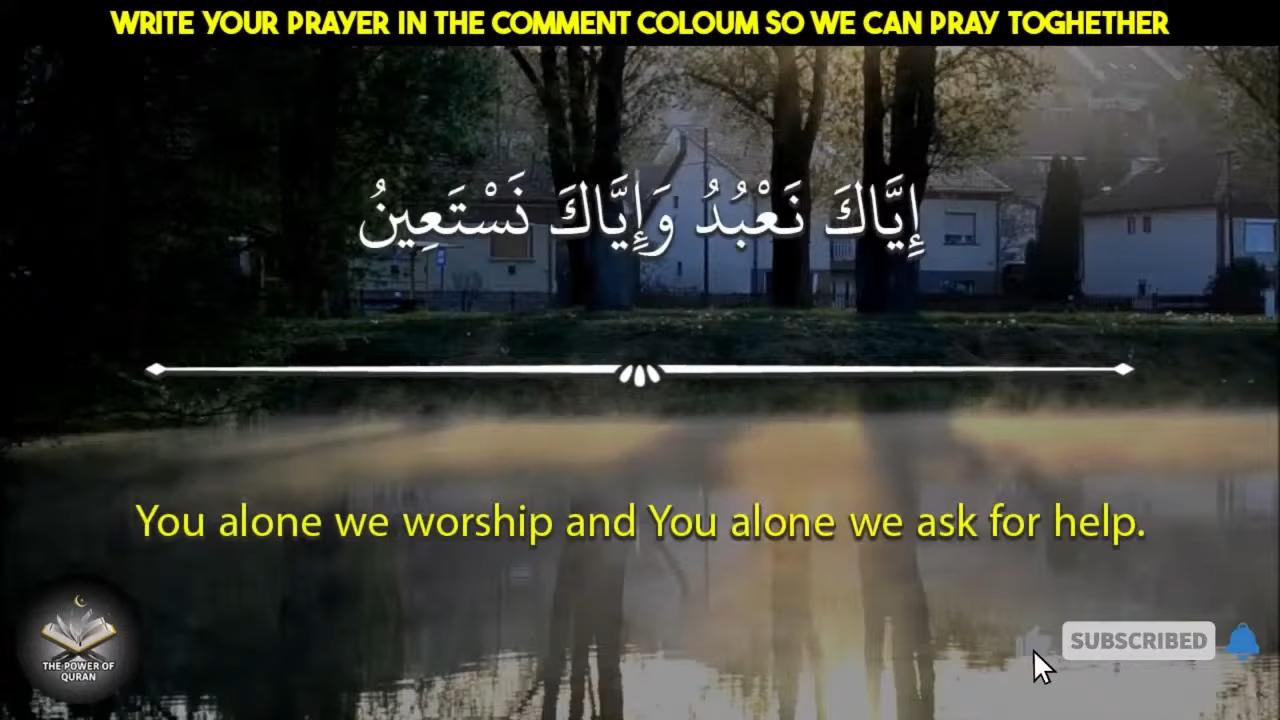 WRITE YOUR PRAYER IN THE COMMENT COLOUM SO WE CAN PRAY TOGHETHER
إِيَّاكَ نَعْبُدُ وَإِيَّاكَ نَسْتَعِينُ
You alone we worship and You alone we ask for help.
THE POWER OF
QURAN
SUBSCRIBED